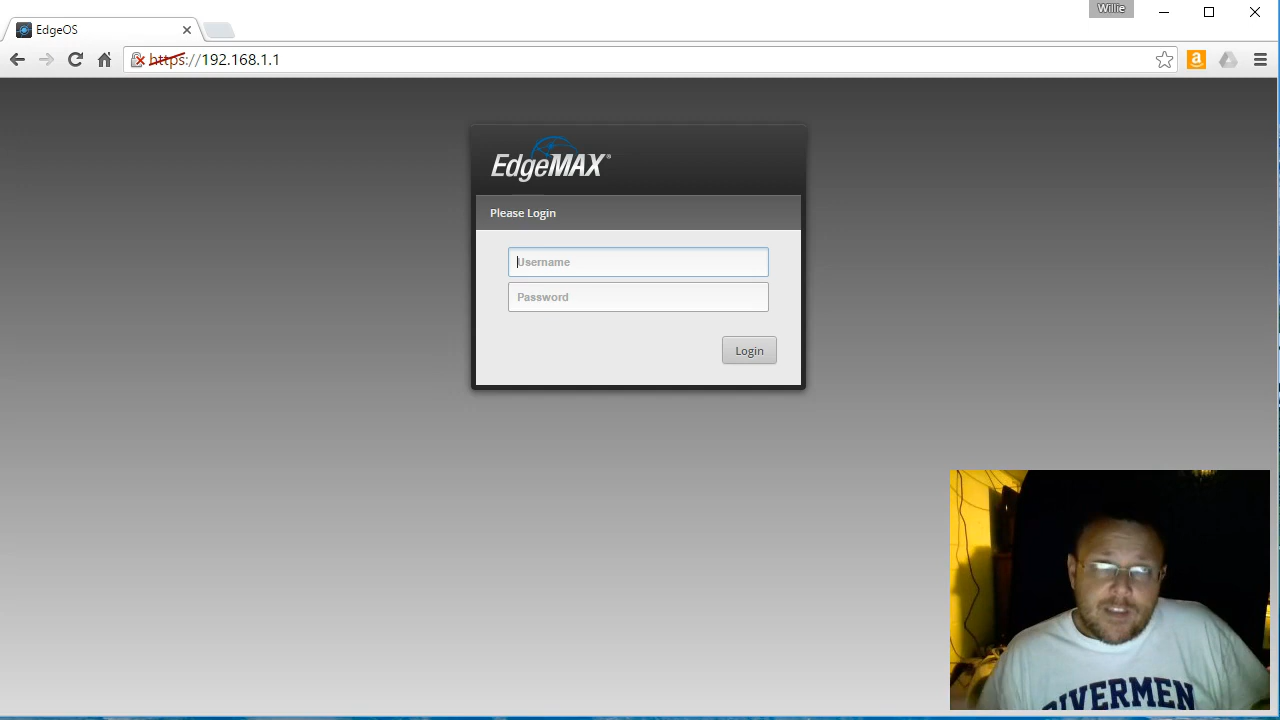 Willie
EdgeOS
https://192.168.1.1
EdgeMAX®
Please Login
Username
Password
Login
RIVERMEN